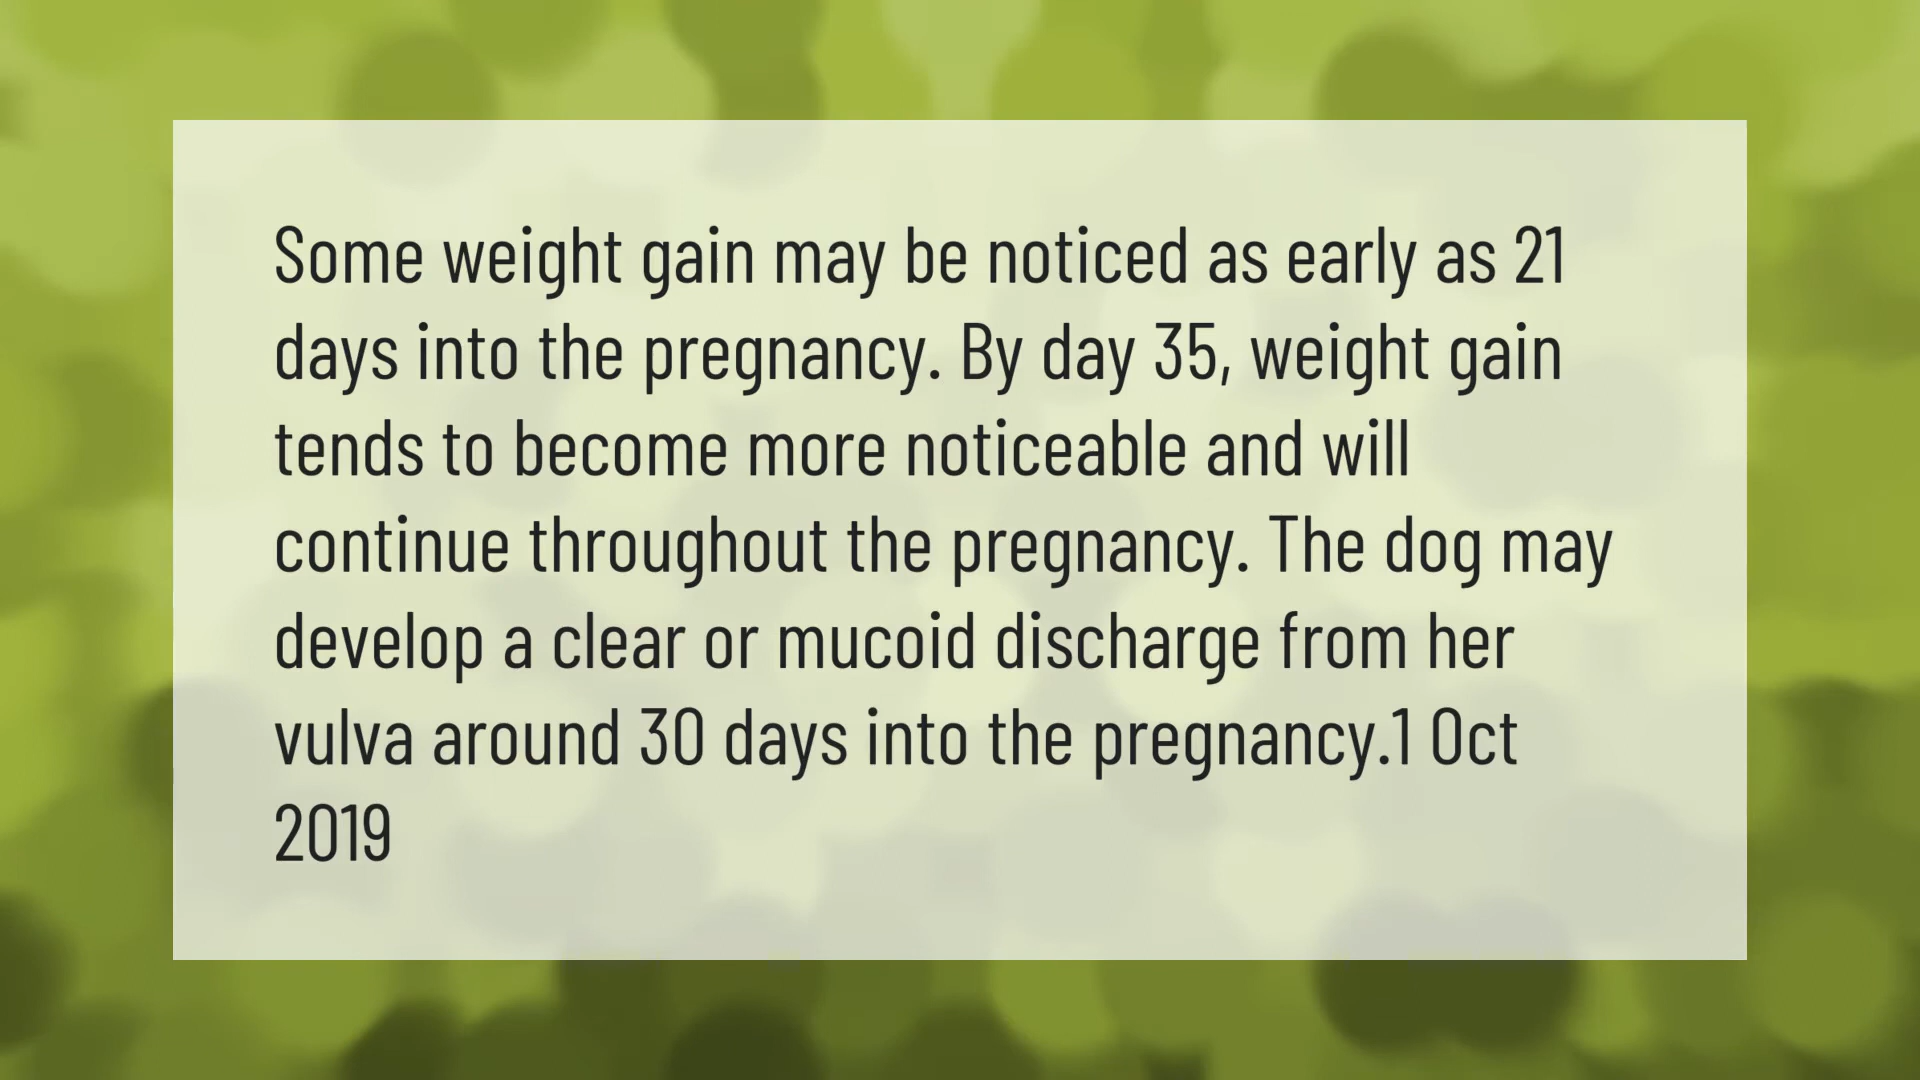 Some weight gain may be noticed as early as 21
days into the pregnancy. By day 35, weight gain
tends to become more noticeable and will
continue throughout the pregnancy. The dog may
develop a clear or mucoid discharge from her
vulva around 30 days into the pregnancy.1 Oct
2019